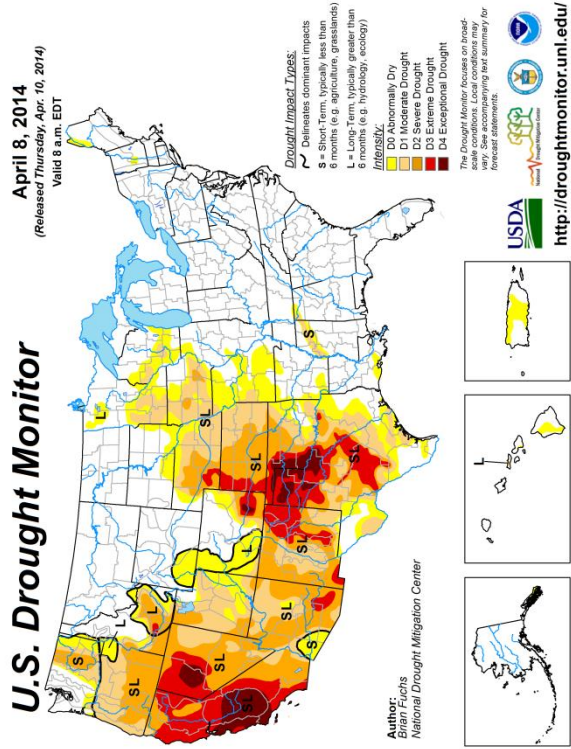 U.S. Drought Monitor
April 8, 2014
(Released Thursday, Apr. 10, 2014)
Valid 8 a.m. EDT
S
L
L
L
SL
SL
SL
SL
L
SL
SL
SL
SL
S
S
L
Drought Impact Types:
Delineates dominant impacts
S = Short-Term, typically less than
6 months (e.g. agriculture, grasslands)
L = Long-Term, typically greater than
6 months (e.g. hydrology, ecology)
Intensity:
D0 Abnormally Dry
D1 Moderate Drought
D2 Severe Drought
D3 Extreme Drought
D4 Exceptional Drought
The Drought Monitor focuses on broad-
scale conditions. Local conditions may
vary. See accompanying text summary for
forecast statements.
Author:
Brian Fuchs
National Drought Mitigation Center
USDA
National Drought Mitigation Center
http://droughtmonitor.unl.edu/